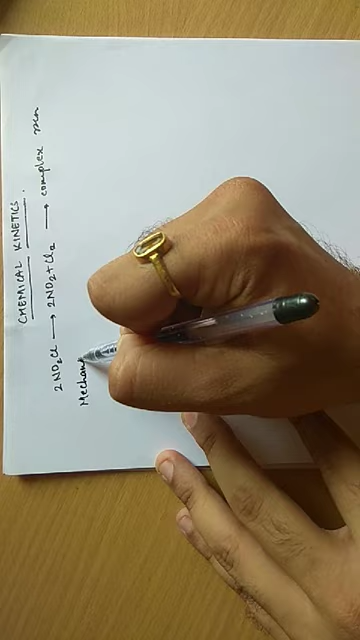 CHEMICAL KINETICS.
2NO₂Cl ⟶ 2NO₂ + Cl₂ ⟶ complex rxn
Mechan